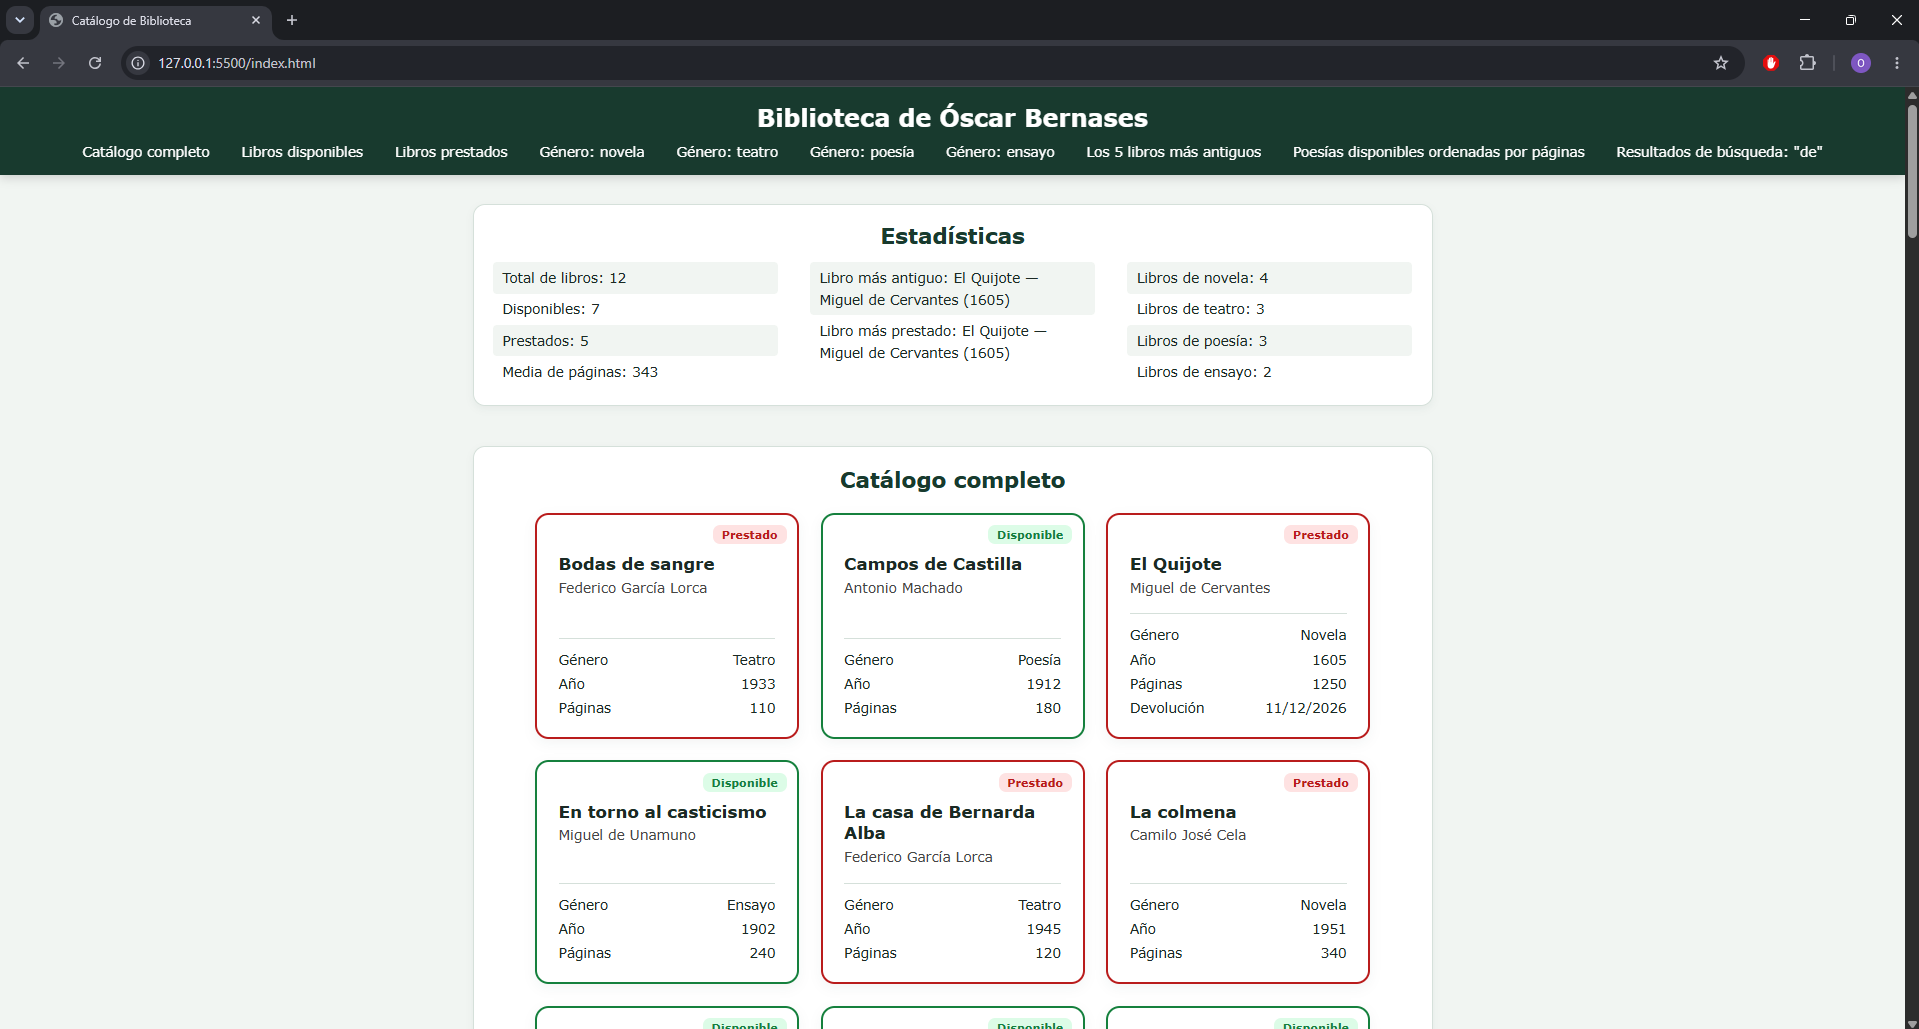 Catálogo de Biblioteca
127.0.0.1:5500/index.html
O
Biblioteca de Óscar Bernases
Catálogo completo Libros disponibles Libros prestados Género: novela Género: teatro Género: poesía Género: ensayo Los 5 libros más antiguos Poesías disponibles ordenadas por páginas Resultados de búsqueda: "de"
Estadísticas
Total de libros: 12
Disponibles: 7
Prestados: 5
Media de páginas: 343
Libro más antiguo: El Quijote —
Miguel de Cervantes (1605)
Libro más prestado: El Quijote —
Miguel de Cervantes (1605)
Libros de novela: 4
Libros de teatro: 3
Libros de poesía: 3
Libros de ensayo: 2
Catálogo completo
Prestado
Bodas de sangre
Federico García Lorca
Género Teatro
Año 1933
Páginas 110
Disponible
Campos de Castilla
Antonio Machado
Género Poesía
Año 1912
Páginas 180
Prestado
El Quijote
Miguel de Cervantes
Género Novela
Año 1605
Páginas 1250
Devolución 11/12/2026
Disponible
En torno al casticismo
Miguel de Unamuno
Género Ensayo
Año 1902
Páginas 240
Prestado
La casa de Bernarda
Alba
Federico García Lorca
Género Teatro
Año 1945
Páginas 120
Prestado
La colmena
Camilo José Cela
Género Novela
Año 1951
Páginas 340
Disponible
Disponible
Disponible